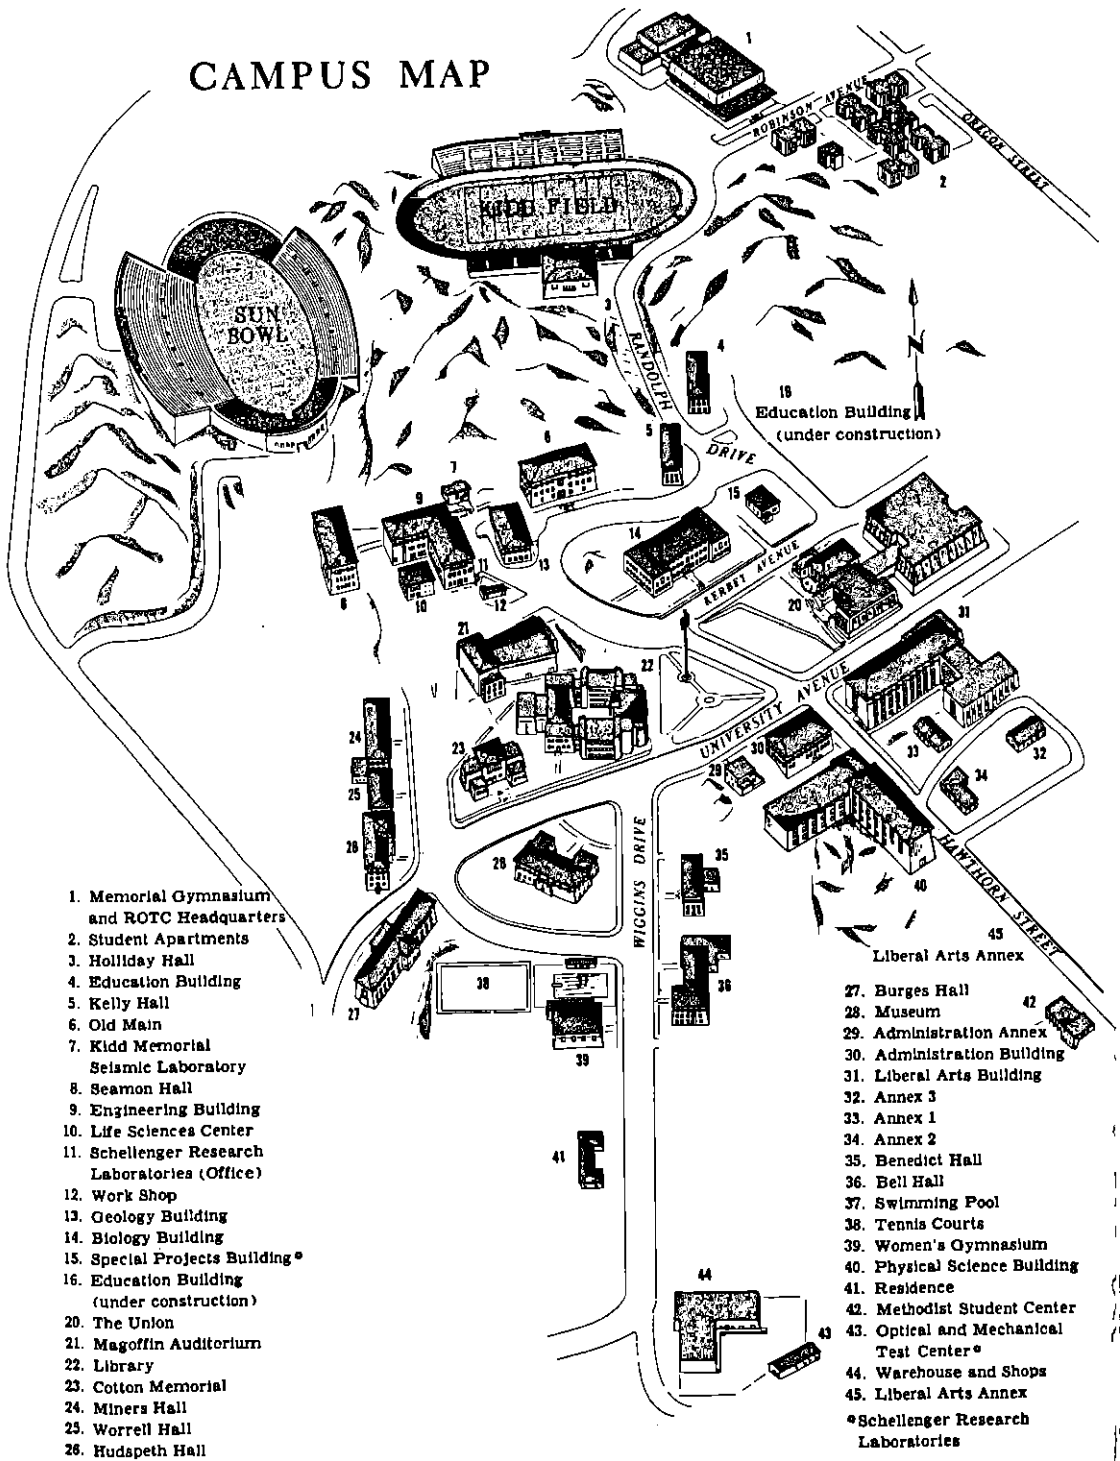 CAMPUS MAP
1
ROBINSON AVENUE
OREGON STREET
2
KIDD FIELD
SUN
BOWL
3
RANDOLPH
DRIVE
4
N
18
Education Building
(under construction)
5
6
7
15
9
14
8
10
11
12
13
KERBEY AVENUE
20
21
22
31
UNIVERSITY AVENUE
24
23
30
29
33
32
34
25
28
WIGGINS DRIVE
35
26
HAWTHORN STREET
40
45
Liberal Arts Annex
38
37
36
27
39
42
41
44
43
1. Memorial Gymnasium
and ROTC Headquarters
2. Student Apartments
3. Holliday Hall
4. Education Building
5. Kelly Hall
6. Old Main
7. Kidd Memorial
Seismic Laboratory
8. Seamon Hall
9. Engineering Building
10. Life Sciences Center
11. Schellenger Research
Laboratories (Office)
12. Work Shop
13. Geology Building
14. Biology Building
15. Special Projects Building*
16. Education Building
(under construction)
20. The Union
21. Magoffin Auditorium
22. Library
23. Cotton Memorial
24. Miners Hall
25. Worrell Hall
26. Hudspeth Hall
27. Burges Hall
28. Museum
29. Administration Annex
30. Administration Building
31. Liberal Arts Building
32. Annex 3
33. Annex 1
34. Annex 2
35. Benedict Hall
36. Bell Hall
37. Swimming Pool
38. Tennis Courts
39. Women's Gymnasium
40. Physical Science Building
41. Residence
42. Methodist Student Center
43. Optical and Mechanical
Test Center*
44. Warehouse and Shops
45. Liberal Arts Annex
*Schellenger Research
Laboratories